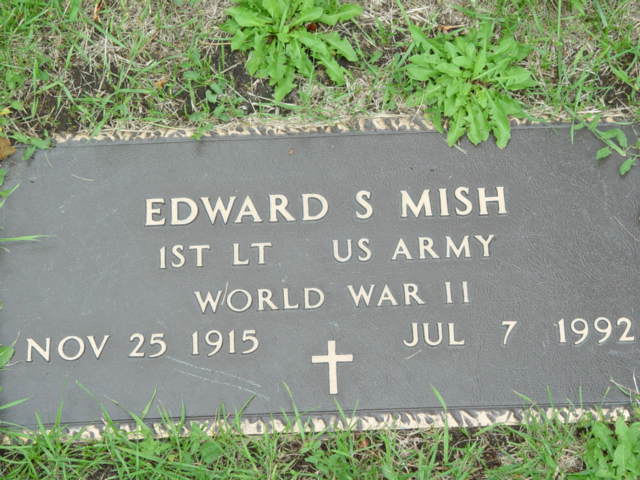 EDWARD S MISH
1ST LT US ARMY
WORLD WAR II
NOV 25 1915 JUL 7 1992